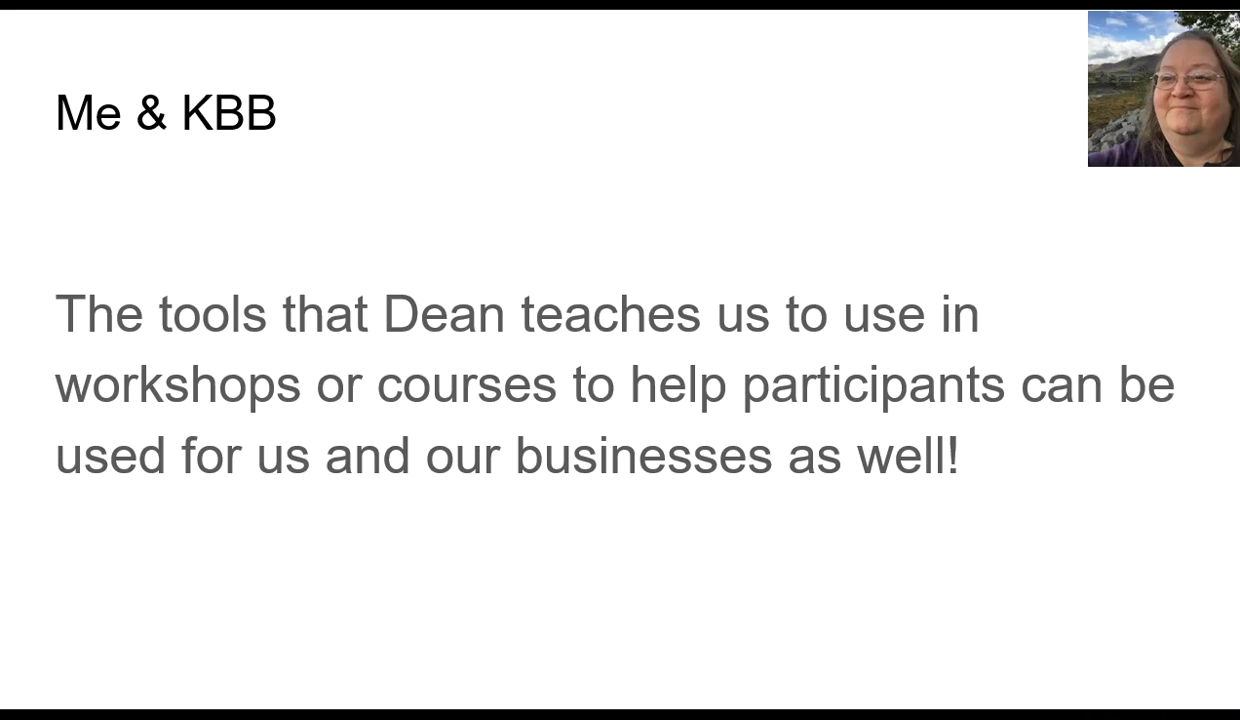 Me & KBB
The tools that Dean teaches us to use in
workshops or courses to help participants can be
used for us and our businesses as well!